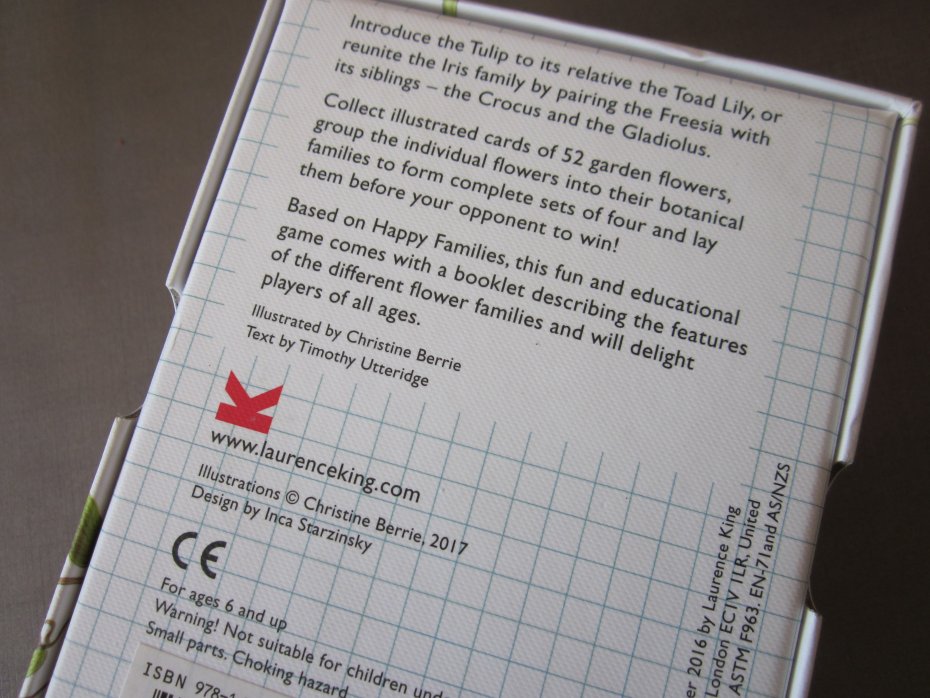 Introduce the Tulip to its relative the Toad Lily, or
reunite the Iris family by pairing the Freesia with
its siblings – the Crocus and the Gladiolus.
Collect illustrated cards of 52 garden flowers,
group the individual flowers into their botanical
families to form complete sets of four and lay
them before your opponent to win!
Based on Happy Families, this fun and educational
game comes with a booklet describing the features
of the different flower families and will delight
players of all ages.
Illustrated by Christine Berrie
Text by Timothy Utteridge
www.laurenceking.com
Illustrations © Christine Berrie, 2017
Design by Inca Starzinsky
CE
For ages 6 and up
Warning! Not suitable for children und
Small parts. Choking hazard
ISBN 978-1
er 2016 by Laurence King
London EC1V 1LR, United
ASTM F963. EN-71and AS/NZS